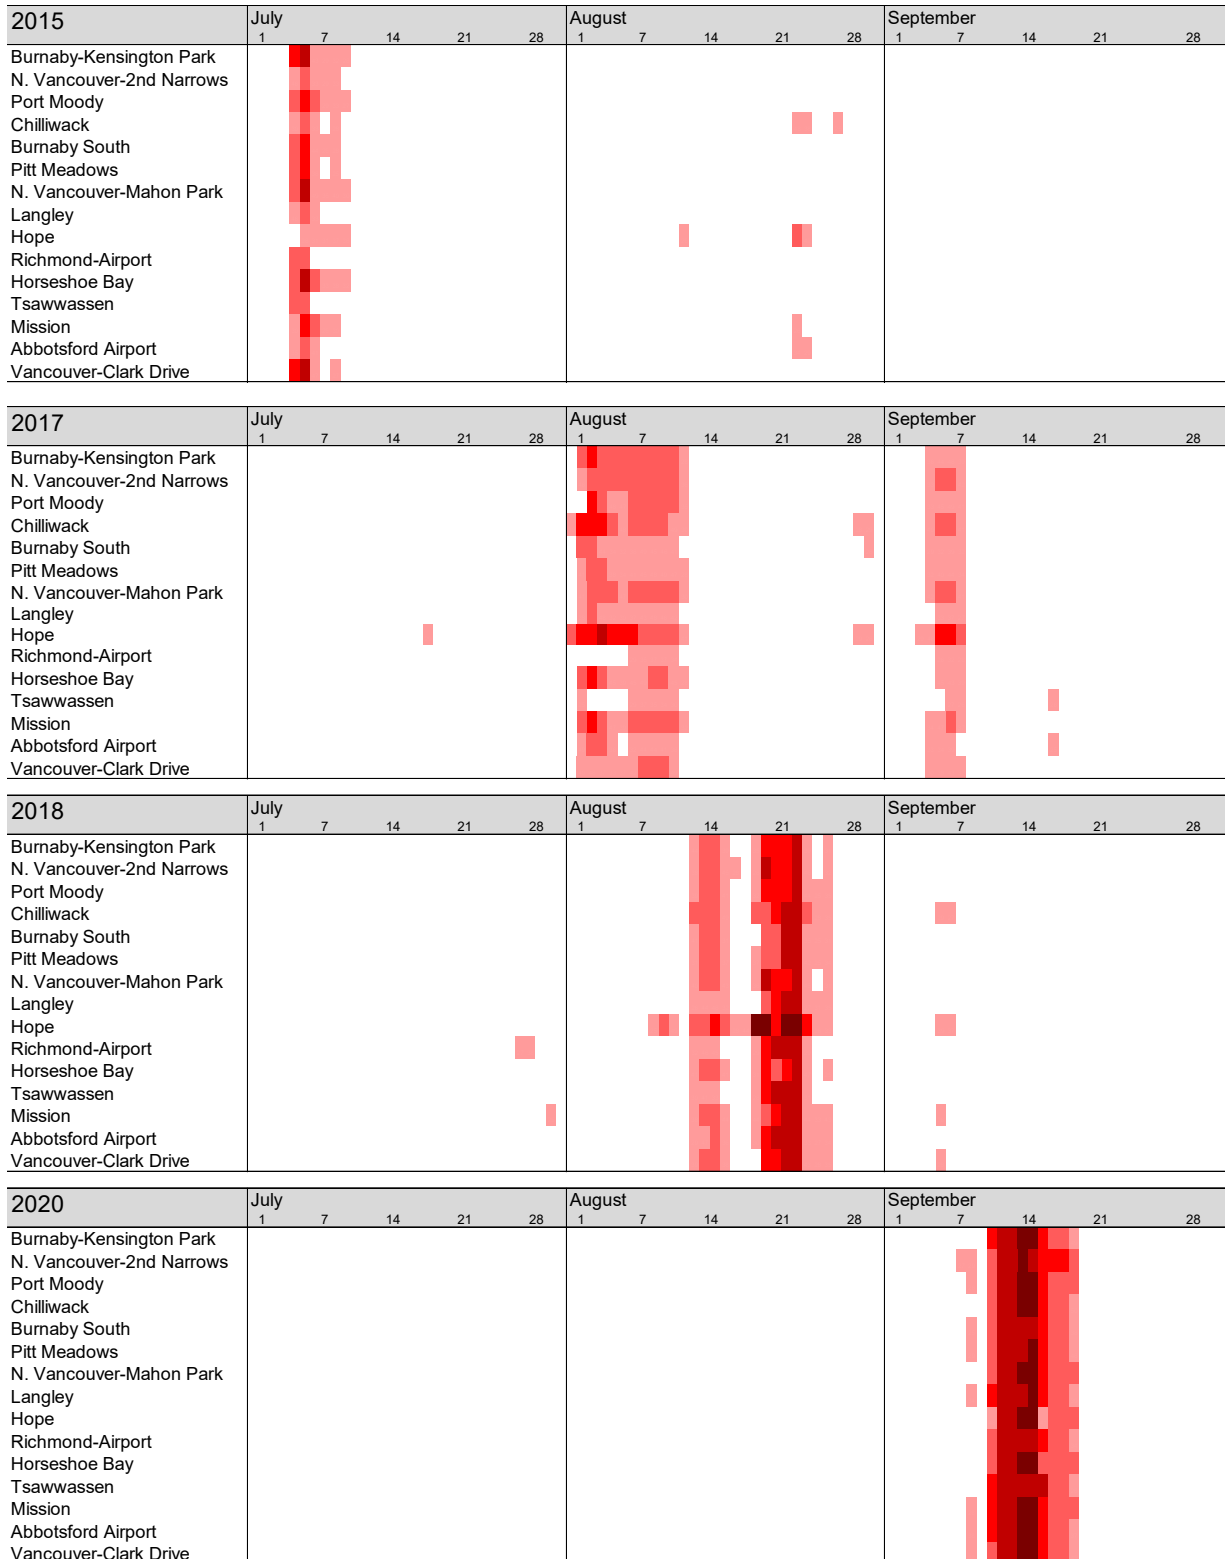 2015 July August September
1 7 14 21 28 1 7 14 21 28 1 7 14 21 28
Burnaby-Kensington Park
N. Vancouver-2nd Narrows
Port Moody
Chilliwack
Burnaby South
Pitt Meadows
N. Vancouver-Mahon Park
Langley
Hope
Richmond-Airport
Horseshoe Bay
Tsawwassen
Mission
Abbotsford Airport
Vancouver-Clark Drive
2017 July August September
1 7 14 21 28 1 7 14 21 28 1 7 14 21 28
Burnaby-Kensington Park
N. Vancouver-2nd Narrows
Port Moody
Chilliwack
Burnaby South
Pitt Meadows
N. Vancouver-Mahon Park
Langley
Hope
Richmond-Airport
Horseshoe Bay
Tsawwassen
Mission
Abbotsford Airport
Vancouver-Clark Drive
2018 July August September
1 7 14 21 28 1 7 14 21 28 1 7 14 21 28
Burnaby-Kensington Park
N. Vancouver-2nd Narrows
Port Moody
Chilliwack
Burnaby South
Pitt Meadows
N. Vancouver-Mahon Park
Langley
Hope
Richmond-Airport
Horseshoe Bay
Tsawwassen
Mission
Abbotsford Airport
Vancouver-Clark Drive
2020 July August September
1 7 14 21 28 1 7 14 21 28 1 7 14 21 28
Burnaby-Kensington Park
N. Vancouver-2nd Narrows
Port Moody
Chilliwack
Burnaby South
Pitt Meadows
N. Vancouver-Mahon Park
Langley
Hope
Richmond-Airport
Horseshoe Bay
Tsawwassen
Mission
Abbotsford Airport
Vancouver-Clark Drive